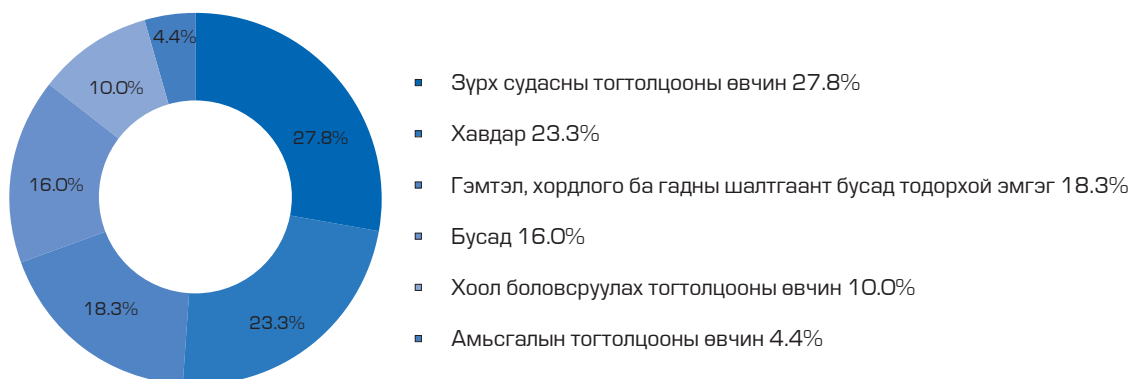 4.4%
10.0%
27.8%
16.0%
18.3%
23.3%
Зүрх судасны тогтолцооны өвчин 27.8%
Хавдар 23.3%
Гэмтэл, хордлого ба гадны шалтгаант бусад тодорхой эмгэг 18.3%
Бусад 16.0%
Хоол боловсруулах тогтолцооны өвчин 10.0%
Амьсгалын тогтолцооны өвчин 4.4%